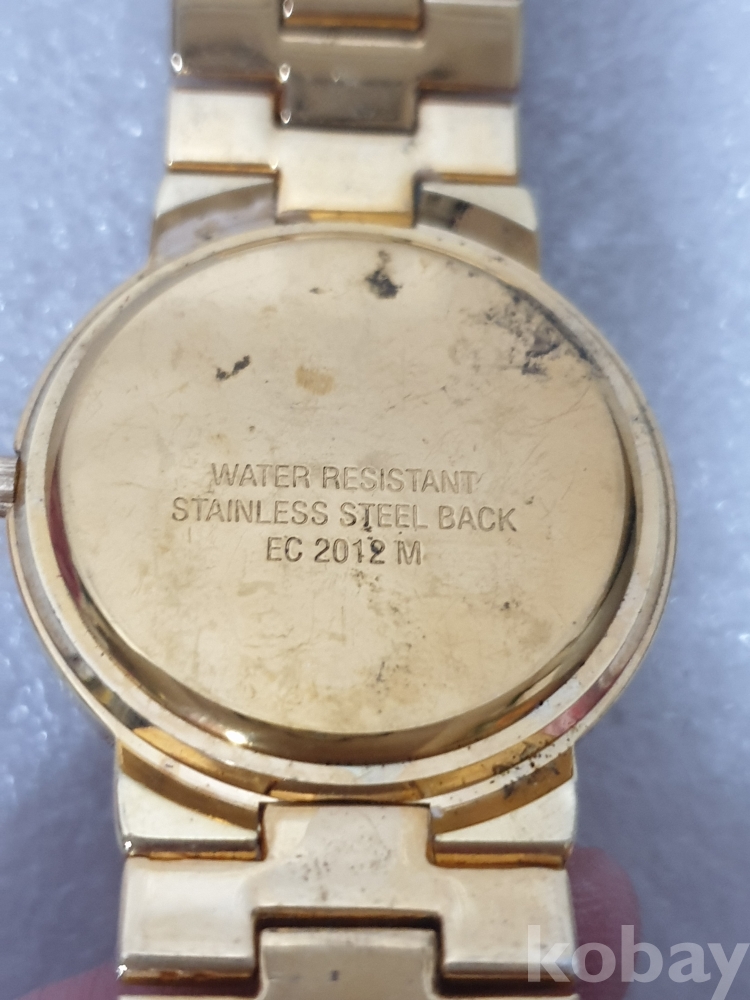 WATER RESISTANT
STAINLESS STEEL BACK
EC 2012 M
kobay